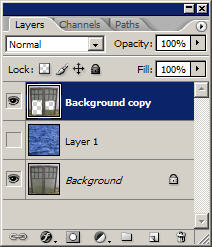 Layers Channels Paths
Normal Opacity: 100%
Lock: Fill: 100%
Background copy
Layer 1
Background